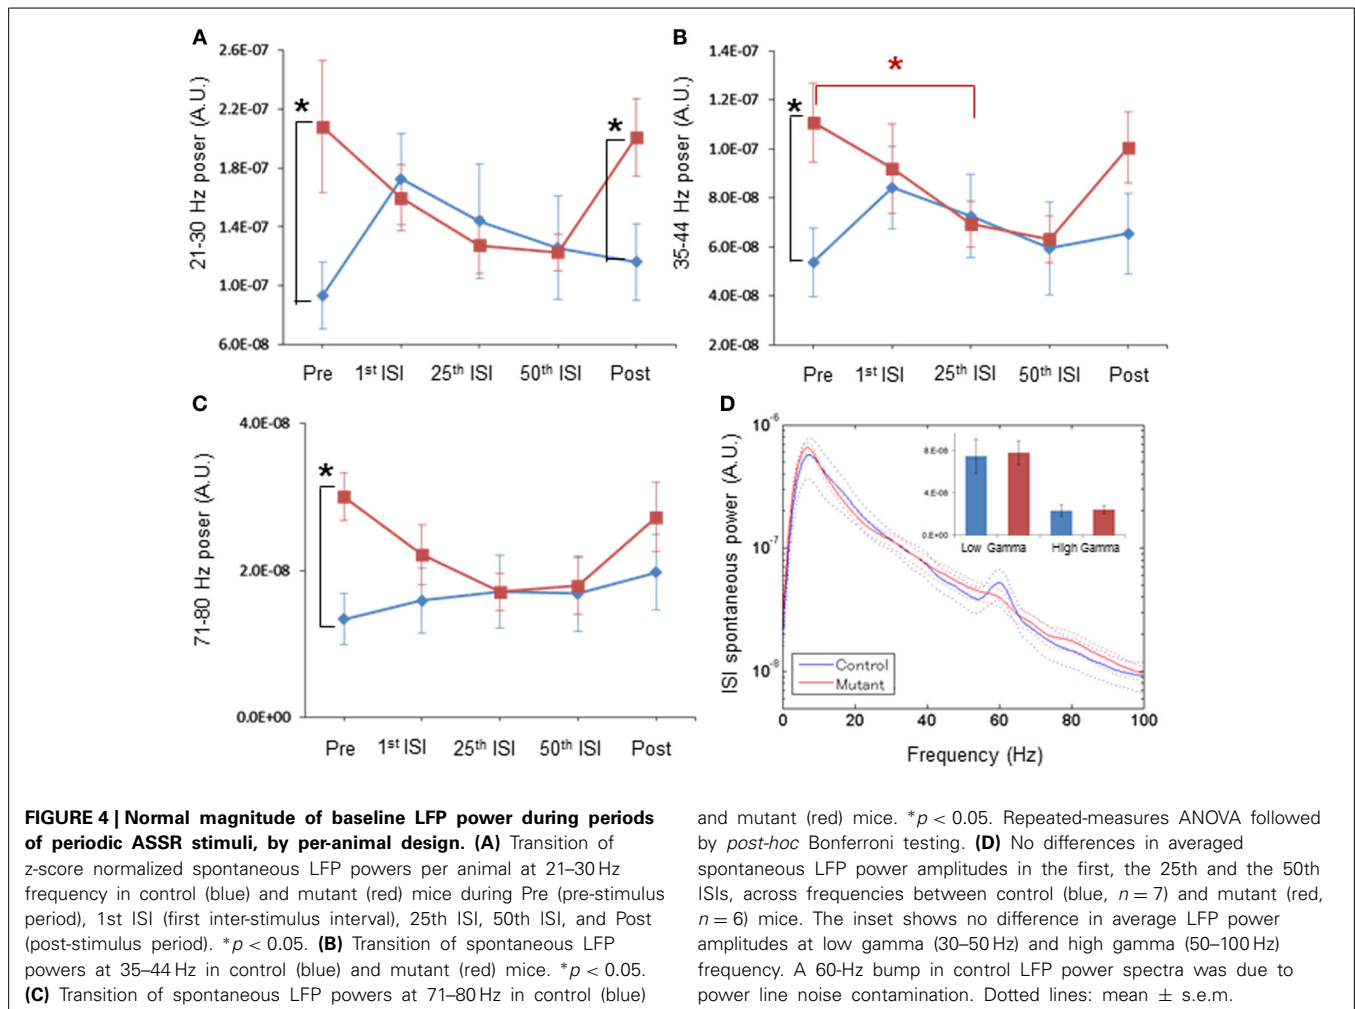 A
21-30 Hz poser (A.U.)
2.6E-07
2.2E-07
1.8E-07
1.4E-07
1.0E-07
6.0E-08
*
*
Pre 1st ISI 25th ISI 50th ISI Post
B
35-44 Hz poser (A.U.)
1.4E-07
1.2E-07
1.0E-07
8.0E-08
6.0E-08
4.0E-08
2.0E-08
*
*
Pre 1st ISI 25th ISI 50th ISI Post
C
71-80 Hz poser (A.U.)
4.0E-08
2.0E-08
0.0E+00
*
Pre 1st ISI 25th ISI 50th ISI Post
D
ISI spontaneous power (A.U.)
10-6
10-7
10-8
8.E-08
4.E-08
0.E+00
Low Gamma High Gamma
Control
Mutant
0 20 40 60 80 100
Frequency (Hz)
FIGURE 4 | Normal magnitude of baseline LFP power during periods
of periodic ASSR stimuli, by per-animal design. (A) Transition of
z-score normalized spontaneous LFP powers per animal at 21–30 Hz
frequency in control (blue) and mutant (red) mice during Pre (pre-stimulus
period), 1st ISI (first inter-stimulus interval), 25th ISI, 50th ISI, and Post
(post-stimulus period). *p < 0.05. (B) Transition of spontaneous LFP
powers at 35–44 Hz in control (blue) and mutant (red) mice. *p < 0.05.
(C) Transition of spontaneous LFP powers at 71–80 Hz in control (blue)
and mutant (red) mice. *p < 0.05. Repeated-measures ANOVA followed
by post-hoc Bonferroni testing. (D) No differences in averaged
spontaneous LFP power amplitudes in the first, the 25th and the 50th
ISIs, across frequencies between control (blue, n = 7) and mutant (red,
n = 6) mice. The inset shows no difference in average LFP power
amplitudes at low gamma (30–50 Hz) and high gamma (50–100 Hz)
frequency. A 60-Hz bump in control LFP power spectra was due to
power line noise contamination. Dotted lines: mean ± s.e.m.